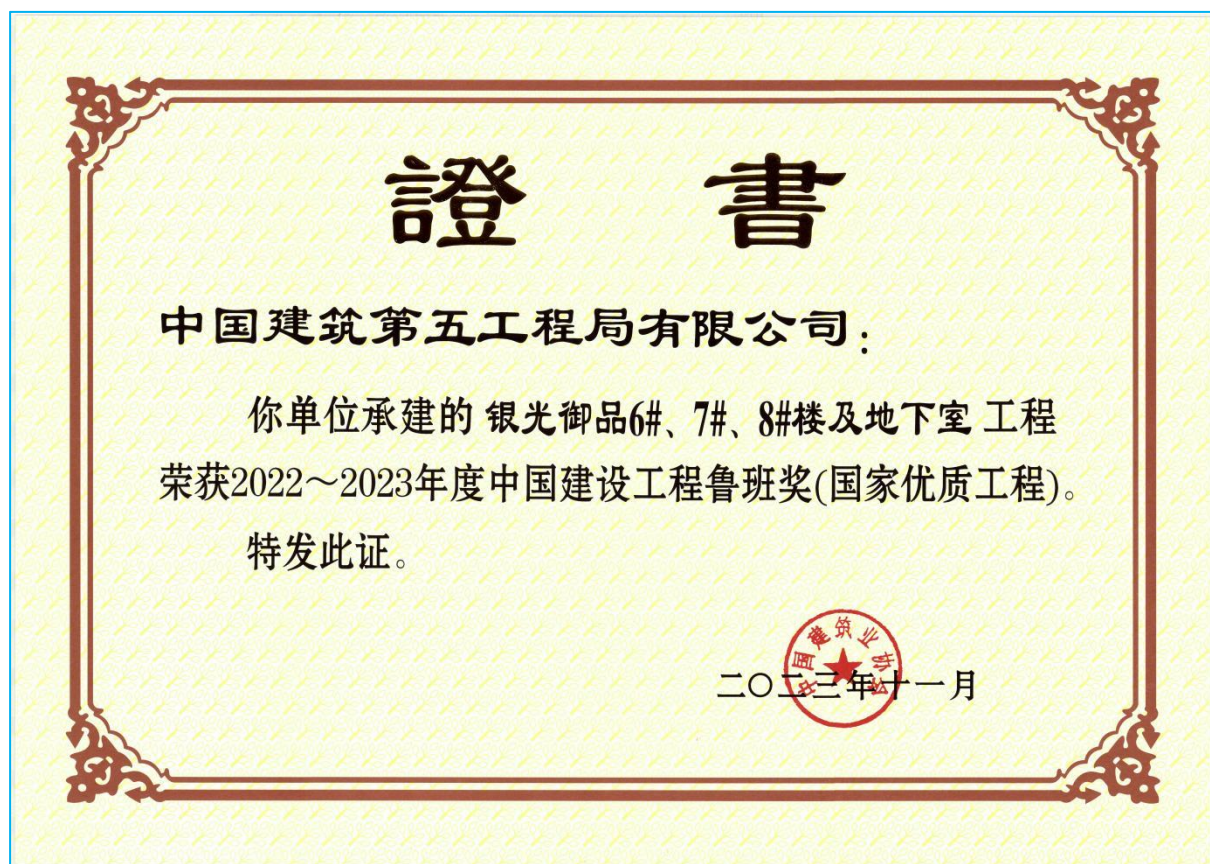 證 書
中国建筑第五工程局有限公司：
你单位承建的 银光御品6#、7#、8#楼及地下室 工程
荣获2022～2023年度中国建设工程鲁班奖(国家优质工程)。
特发此证。
中国建筑业协会
二〇二三年十一月